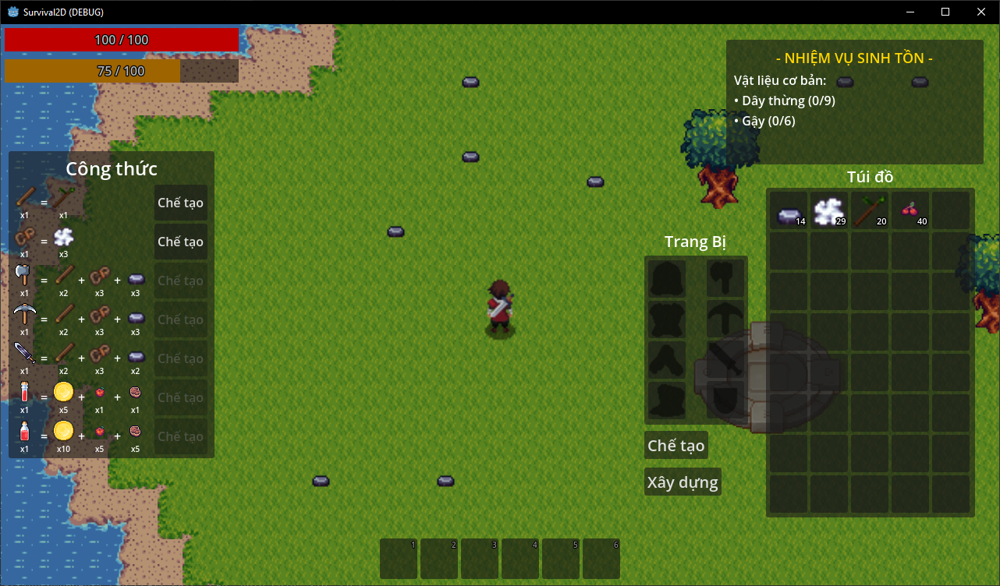 Survival2D (DEBUG)
100 / 100
75 / 100
- NHIỆM VỤ SINH TỒN -
Vật liệu cơ bản:
• Dây thừng (0/9)
• Gậy (0/6)
Công thức
= Chế tạo
x1 x1
= Chế tạo
x1 x3
= + + Chế tạo
x1 x2 x3 x3
= + + Chế tạo
x1 x2 x3 x3
= + + Chế tạo
x1 x2 x3 x2
= + + Chế tạo
x1 x5 x1 x1
= + + Chế tạo
x1 x10 x5 x5
Túi đồ
14 29 20 40
Trang Bị
Chế tạo
Xây dựng
1 2 3 4 5 6